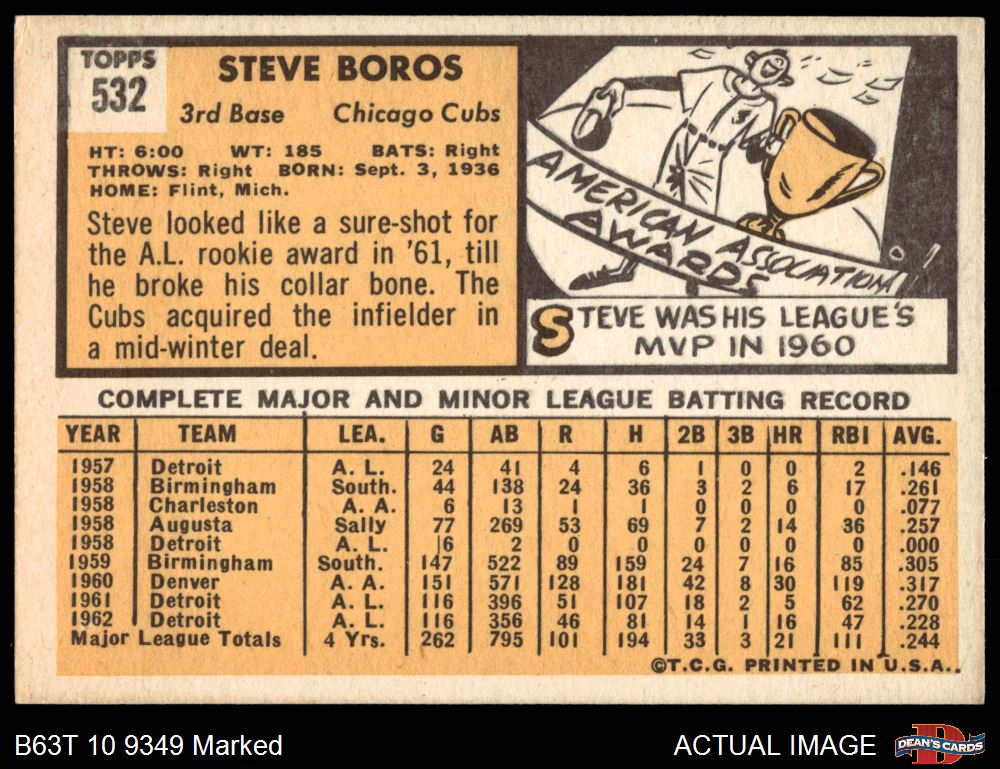 TOPPS
532
STEVE BOROS
3rd Base Chicago Cubs
HT: 6:00 WT: 185 BATS: Right
THROWS: Right BORN: Sept. 3, 1936
HOME: Flint, Mich.
Steve looked like a sure-shot for
the A.L. rookie award in '61, till
he broke his collar bone. The
Cubs acquired the infielder in
a mid-winter deal.
AMERICAN ASSOCIATION
AWARDS
STEVE WAS HIS LEAGUE'S
MVP IN 1960
COMPLETE MAJOR AND MINOR LEAGUE BATTING RECORD
YEAR TEAM LEA. G AB R H 2B 3B HR RBI AVG.
1957 Detroit A. L. 24 41 4 6 1 0 0 2 .146
1958 Birmingham South. 44 138 24 36 3 2 6 17 .261
1958 Charleston A. A. 6 13 1 1 0 0 0 0 .077
1958 Augusta Sally 77 269 53 69 7 2 14 36 .257
1958 Detroit A. L. 6 2 0 0 0 0 0 0 .000
1959 Birmingham South. 147 522 89 159 24 7 16 85 .305
1960 Denver A. A. 151 571 128 181 42 8 30 119 .317
1961 Detroit A. L. 116 396 51 107 18 2 5 62 .270
1962 Detroit A. L. 116 356 46 81 14 1 16 47 .228
Major League Totals 4 Yrs. 262 795 101 194 33 3 21 111 .244
©T.C.G. PRINTED IN U.S.A.
B63T 10 9349 Marked
ACTUAL IMAGE
DEAN'S CARDS